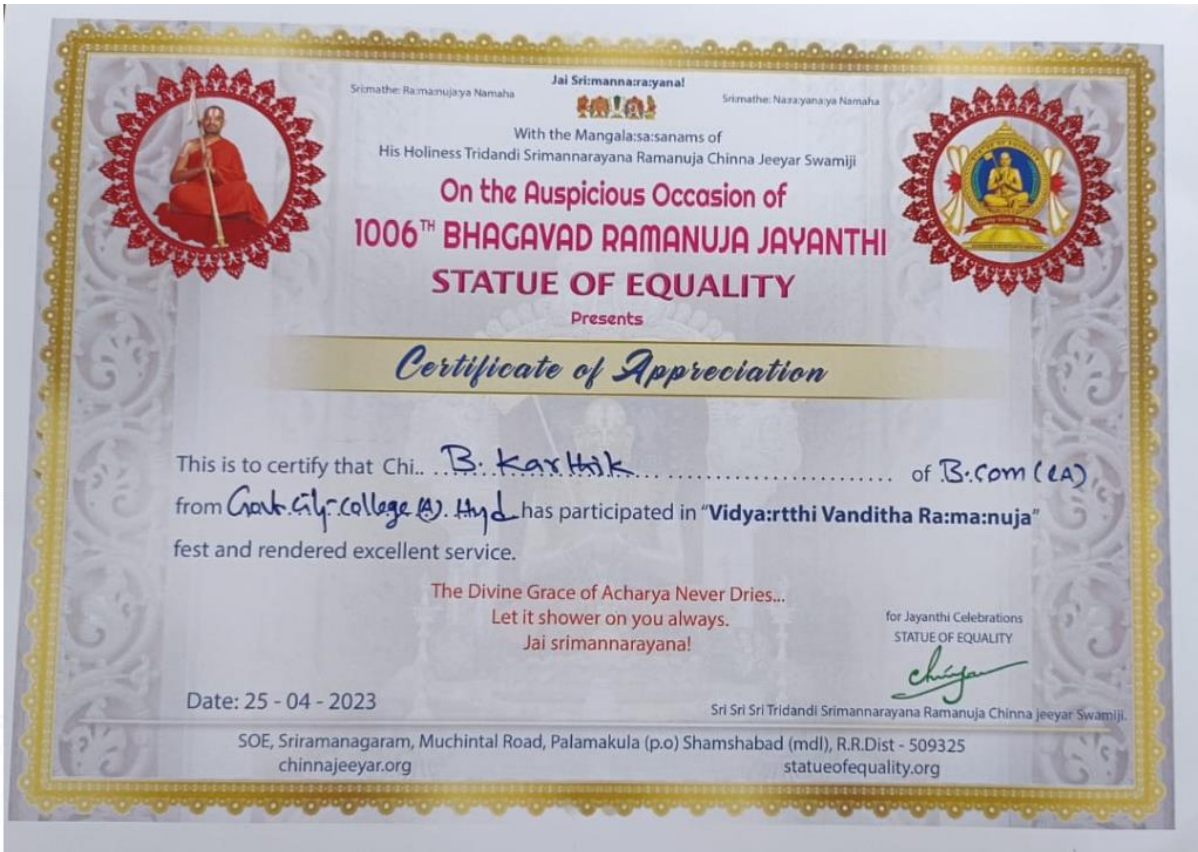 Jai Sri:manna:ra:yana!
Sri:mathe: Ra:ma:nuja:ya Namaha
Sri:mathe: Na:ra:yana:ya Namaha
With the Mangala:sa:sanams of
His Holiness Tridandi Srimannarayana Ramanuja Chinna Jeeyar Swamiji
On the Auspicious Occasion of
1006TH BHAGAVAD RAMANUJA JAYANTHI
STATUE OF EQUALITY
Presents
Certificate of Appreciation
This is to certify that Chi.. B. Karthik of B.Com (CA)
from Govt. City College (A). Hyd has participated in "Vidya:rtthi Vanditha Ra:ma:nuja"
fest and rendered excellent service.
The Divine Grace of Acharya Never Dries...
Let it shower on you always.
Jai srimannarayana!
for Jayanthi Celebrations
STATUE OF EQUALITY
Date: 25 - 04 - 2023
Sri Sri Sri Tridandi Srimannarayana Ramanuja Chinna jeeyar Swamiji.
SOE, Sriramanagaram, Muchintal Road, Palamakula (p.o) Shamshabad (mdl), R.R.Dist - 509325
chinnajeeyar.org
statueofequality.org